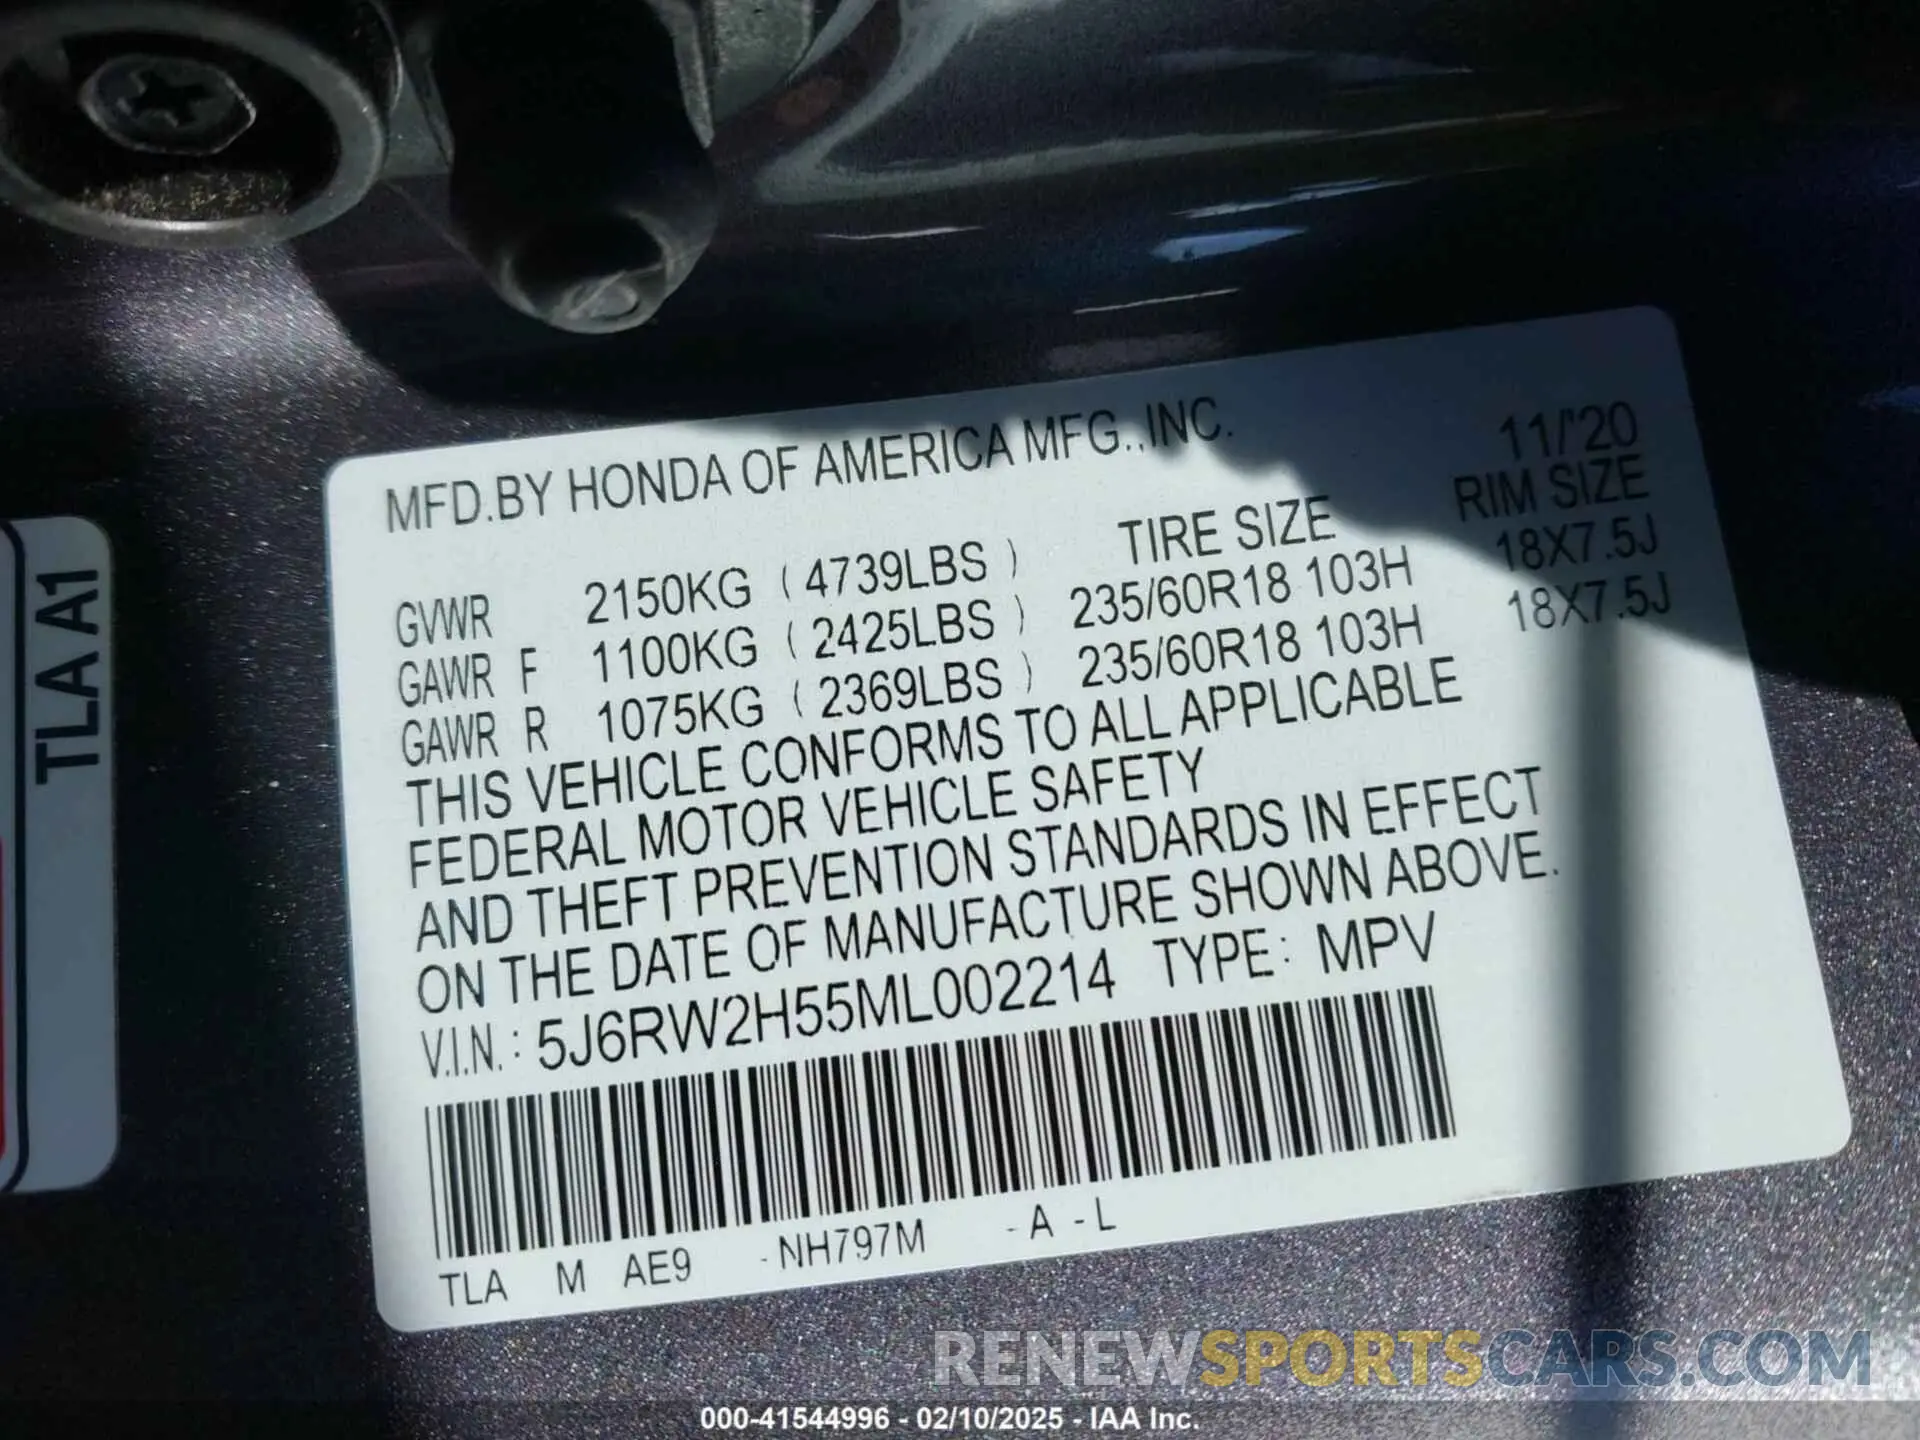 TLA A1
MFD.BY HONDA OF AMERICA MFG.,INC. 11/'20
TIRE SIZE RIM SIZE
GVWR 2150KG (4739LBS)
GAWR F 1100KG (2425LBS) 235/60R18 103H 18X7.5J
GAWR R 1075KG (2369LBS) 235/60R18 103H 18X7.5J
THIS VEHICLE CONFORMS TO ALL APPLICABLE
FEDERAL MOTOR VEHICLE SAFETY
AND THEFT PREVENTION STANDARDS IN EFFECT
ON THE DATE OF MANUFACTURE SHOWN ABOVE.
V.I.N.: 5J6RW2H55ML002214 TYPE: MPV
TLA M AE9 -NH797M -A -L
RENEWSPORTSCARS.COM
000-41544996 - 02/10/2025 - IAA Inc.